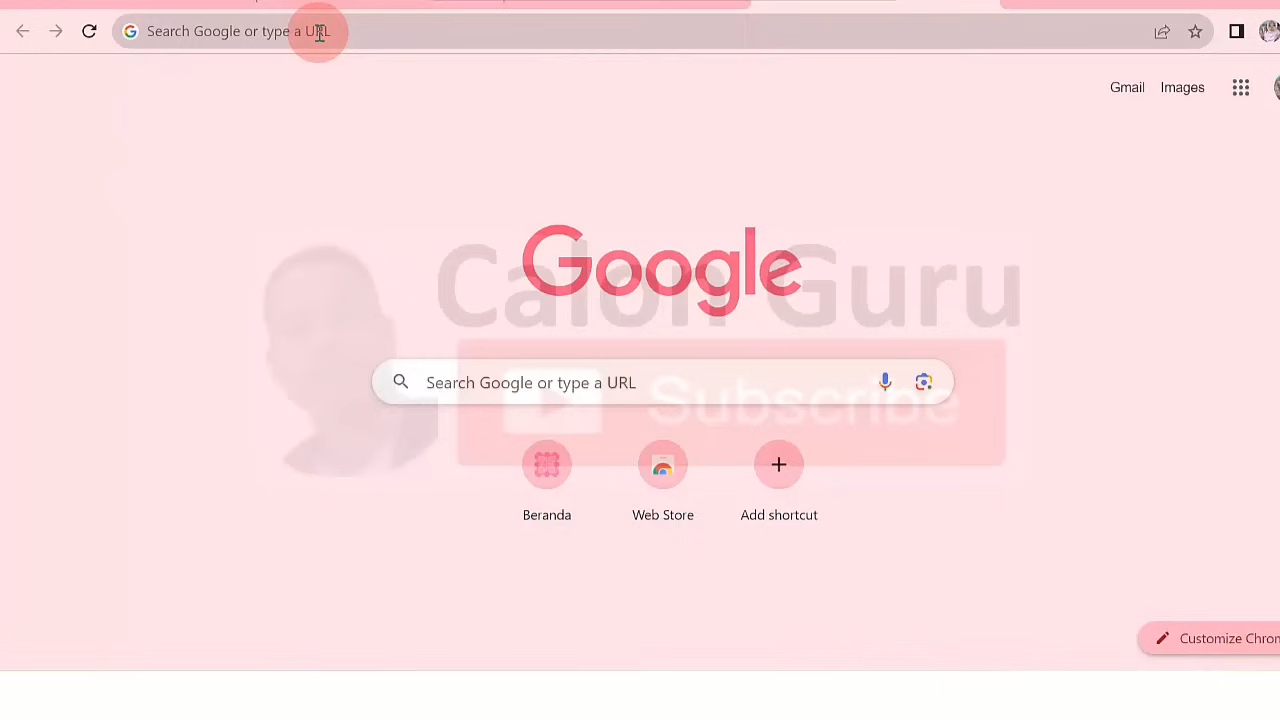 Search Google or type a URL
Gmail Images
Google
Calon Guru
Search Google or type a URL
Subscribe
Beranda Web Store Add shortcut
Customize Chrom